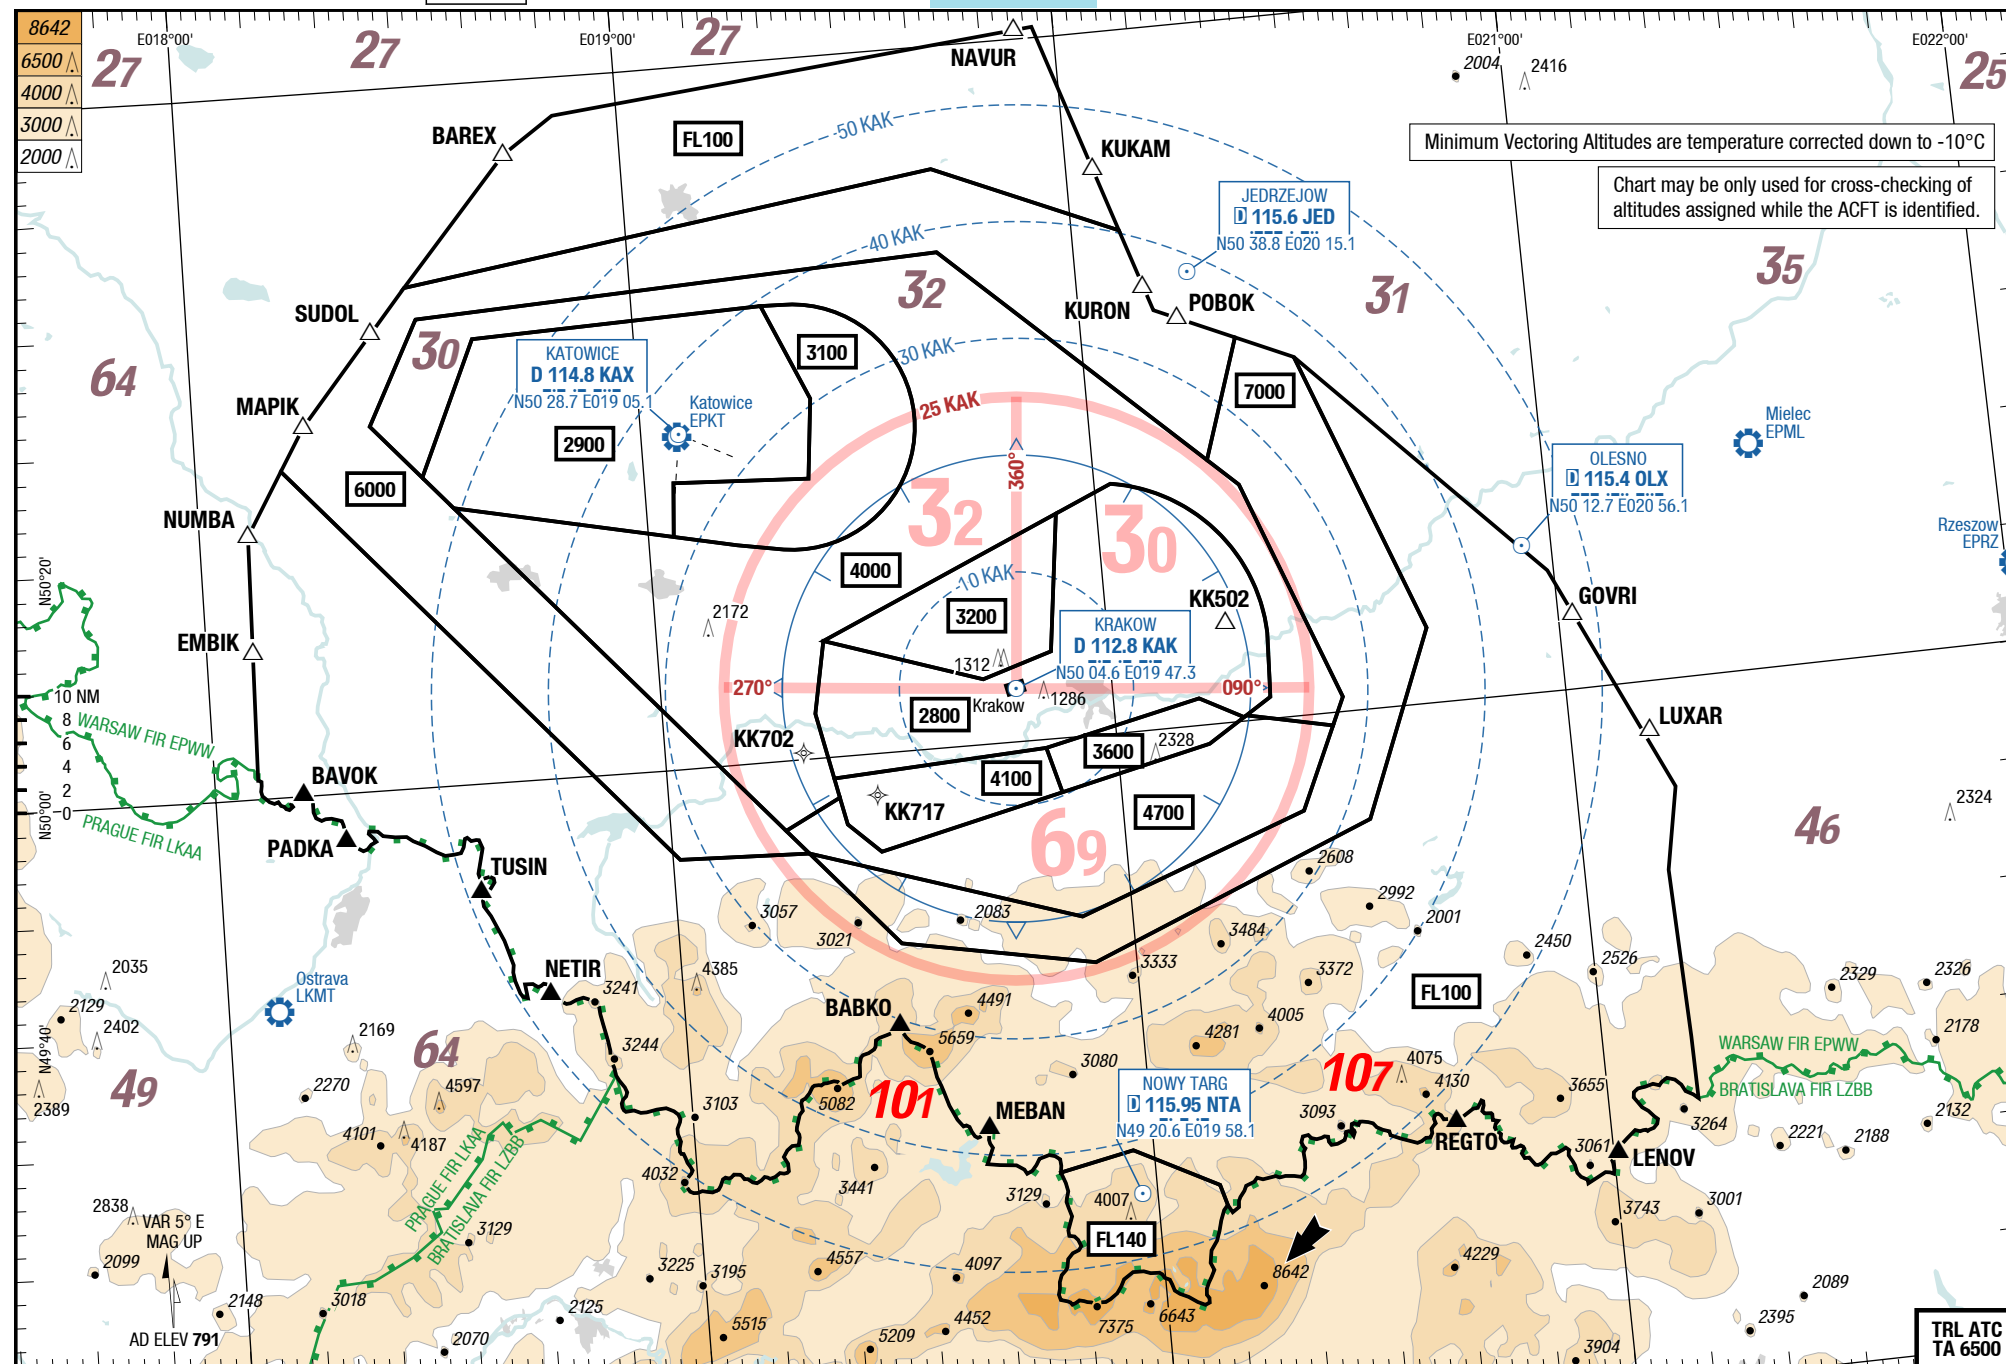 8642
6500
4000
3000
2000
E018°00'
E019°00'
E021°00'
E022°00'
27
27
27
25
NAVUR
2004
2416
BAREX
FL100
50 KAK
KUKAM
Minimum Vectoring Altitudes are temperature corrected down to -10°C
Chart may be only used for cross-checking of
altitudes assigned while the ACFT is identified.
JEDRZEJOW
D 115.6 JED
N50 38.8 E020 15.1
40 KAK
32
31
35
SUDOL
KURON
POBOK
30
3100
30 KAK
64
KATOWICE
D 114.8 KAX
N50 28.7 E019 05.1
Katowice
EPKT
7000
25 KAK
MAPIK
2900
Mielec
EPML
360°
OLESNO
D 115.4 OLX
N50 12.7 E020 56.1
6000
32
30
NUMBA
Rzeszow
EPRZ
N50°20'
4000
10 KAK
KK502
GOVRI
2172
3200
KRAKOW
D 112.8 KAK
N50 04.6 E019 47.3
EMBIK
1312
270°
090°
10 NM
8
6
4
2
0
1286
Krakow
2800
LUXAR
WARSAW FIR EPWW
KK702
3600
2328
BAVOK
4100
N50°00'
PRAGUE FIR LKAA
KK717
4700
2324
46
PADKA
69
TUSIN
2608
2992
3057
2083
2001
3021
3484
2450
2526
2035
Ostrava
LKMT
NETIR
4385
3333
3372
2329
2326
FL100
2129
3241
BABKO
4491
2402
2169
4005
2178
N49°40'
64
3244
5659
4281
WARSAW FIR EPWW
BRATISLAVA FIR LZBB
49
2389
2270
4597
3080
107
4075
4130
3655
101
5082
NOWY TARG
D 115.95 NTA
N49 20.6 E019 58.1
3103
MEBAN
3093
3264
2132
4101
4187
REGTO
2221
2188
PRAGUE FIR LKAA
BRATISLAVA FIR LZBB
3061
LENOV
4032
3441
3129
4007
2838
VAR 5° E
MAG UP
3129
3743
3001
FL140
2099
3225
3195
4557
4097
8642
4229
2089
2148
3018
2125
6643
2395
AD ELEV 791
2070
5515
4452
7375
5209
3904
TRL ATC
TA 6500